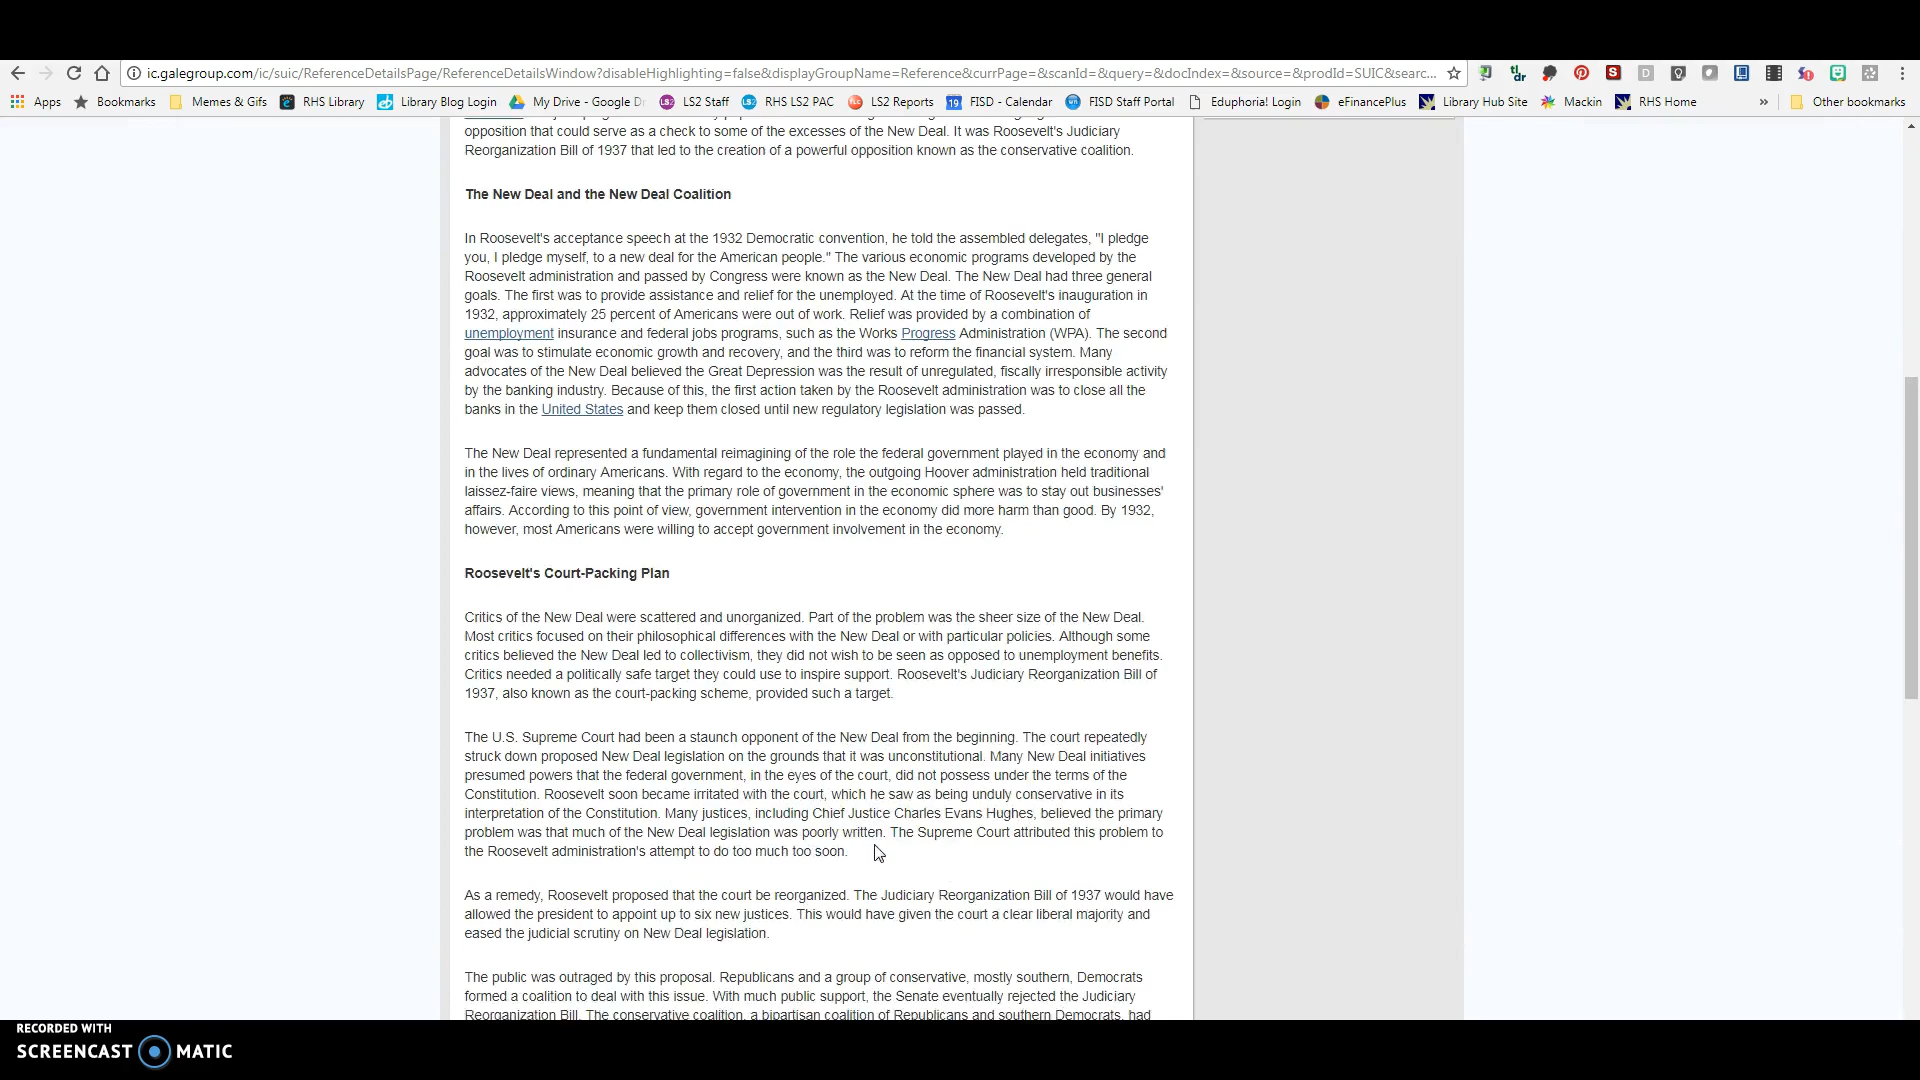 ic.galegroup.com/ic/suic/ReferenceDetailsPage/ReferenceDetailsWindow?disableHighlighting=false&displayGroupName=Reference&currPage=&scanId=&query=&docIndex=&source=&prodId=SUIC&searc...
Apps Bookmarks Memes & Gifs RHS Library Library Blog Login My Drive - Google D LS2 Staff RHS LS2 PAC LS2 Reports FISD - Calendar FISD Staff Portal Eduphoria! Login eFinancePlus Library Hub Site Mackin RHS Home » Other bookmarks
opposition that could serve as a check to some of the excesses of the New Deal. It was Roosevelt's Judiciary
Reorganization Bill of 1937 that led to the creation of a powerful opposition known as the conservative coalition.
The New Deal and the New Deal Coalition
In Roosevelt's acceptance speech at the 1932 Democratic convention, he told the assembled delegates, "I pledge
you, I pledge myself, to a new deal for the American people." The various economic programs developed by the
Roosevelt administration and passed by Congress were known as the New Deal. The New Deal had three general
goals. The first was to provide assistance and relief for the unemployed. At the time of Roosevelt's inauguration in
1932, approximately 25 percent of Americans were out of work. Relief was provided by a combination of
unemployment insurance and federal jobs programs, such as the Works Progress Administration (WPA). The second
goal was to stimulate economic growth and recovery, and the third was to reform the financial system. Many
advocates of the New Deal believed the Great Depression was the result of unregulated, fiscally irresponsible activity
by the banking industry. Because of this, the first action taken by the Roosevelt administration was to close all the
banks in the United States and keep them closed until new regulatory legislation was passed.
The New Deal represented a fundamental reimagining of the role the federal government played in the economy and
in the lives of ordinary Americans. With regard to the economy, the outgoing Hoover administration held traditional
laissez-faire views, meaning that the primary role of government in the economic sphere was to stay out businesses'
affairs. According to this point of view, government intervention in the economy did more harm than good. By 1932,
however, most Americans were willing to accept government involvement in the economy.
Roosevelt's Court-Packing Plan
Critics of the New Deal were scattered and unorganized. Part of the problem was the sheer size of the New Deal.
Most critics focused on their philosophical differences with the New Deal or with particular policies. Although some
critics believed the New Deal led to collectivism, they did not wish to be seen as opposed to unemployment benefits.
Critics needed a politically safe target they could use to inspire support. Roosevelt's Judiciary Reorganization Bill of
1937, also known as the court-packing scheme, provided such a target.
The U.S. Supreme Court had been a staunch opponent of the New Deal from the beginning. The court repeatedly
struck down proposed New Deal legislation on the grounds that it was unconstitutional. Many New Deal initiatives
presumed powers that the federal government, in the eyes of the court, did not possess under the terms of the
Constitution. Roosevelt soon became irritated with the court, which he saw as being unduly conservative in its
interpretation of the Constitution. Many justices, including Chief Justice Charles Evans Hughes, believed the primary
problem was that much of the New Deal legislation was poorly written. The Supreme Court attributed this problem to
the Roosevelt administration's attempt to do too much too soon.
As a remedy, Roosevelt proposed that the court be reorganized. The Judiciary Reorganization Bill of 1937 would have
allowed the president to appoint up to six new justices. This would have given the court a clear liberal majority and
eased the judicial scrutiny on New Deal legislation.
The public was outraged by this proposal. Republicans and a group of conservative, mostly southern, Democrats
formed a coalition to deal with this issue. With much public support, the Senate eventually rejected the Judiciary
Reorganization Bill. The conservative coalition, a bipartisan coalition of Republicans and southern Democrats, had
RECORDED WITH
SCREENCAST MATIC